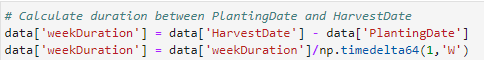 # Calculate duration between PlantingDate and HarvestDate
data['weekDuration'] = data['HarvestDate'] - data['PlantingDate']
data['weekDuration'] = data['weekDuration']/np.timedelta64(1,'W')